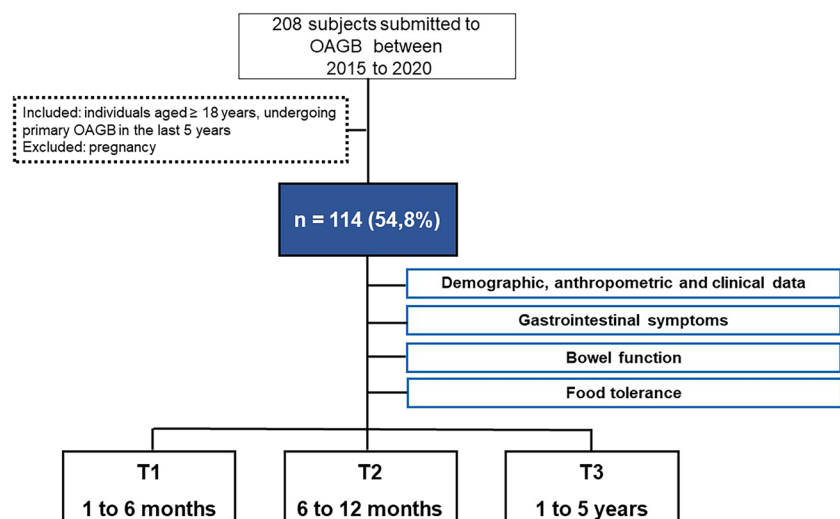 208 subjects submitted to
OAGB between
2015 to 2020
Included: individuals aged ≥ 18 years, undergoing
primary OAGB in the last 5 years
Excluded: pregnancy
n = 114 (54,8%)
Demographic, anthropometric and clinical data
Gastrointestinal symptoms
Bowel function
Food tolerance
T1
1 to 6 months
T2
6 to 12 months
T3
1 to 5 years